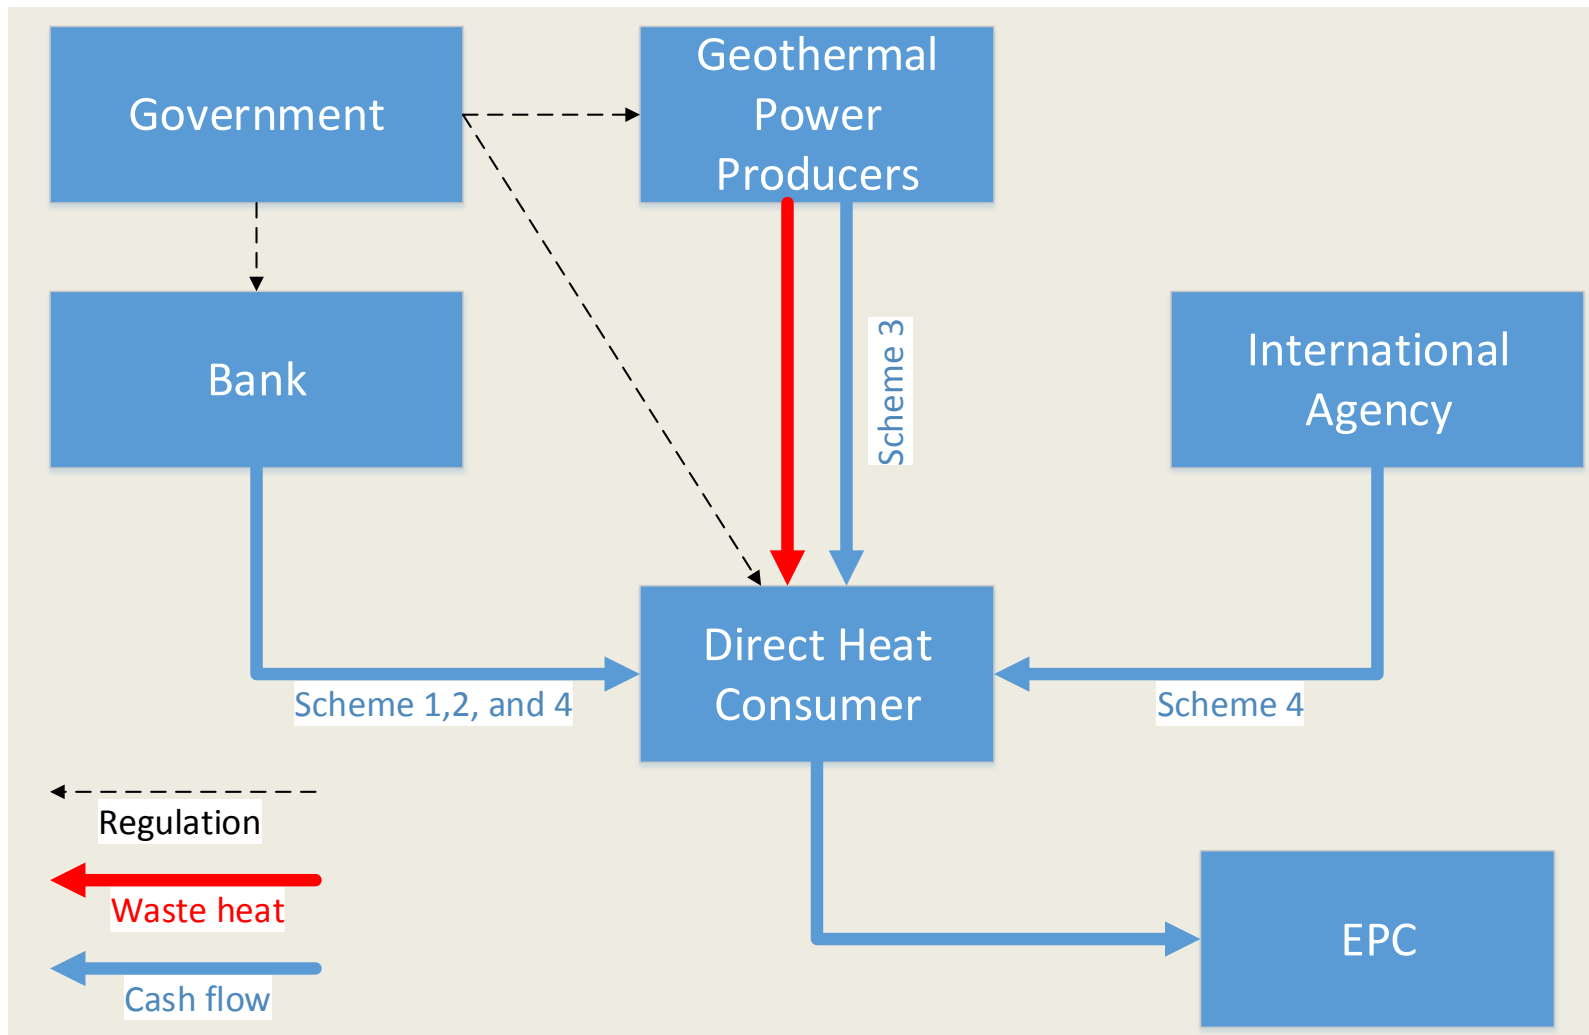 Government
Geothermal
Power
Producers
Bank
Scheme 3
International
Agency
Direct Heat
Consumer
Scheme 1,2, and 4
Scheme 4
Regulation
Waste heat
Cash flow
EPC